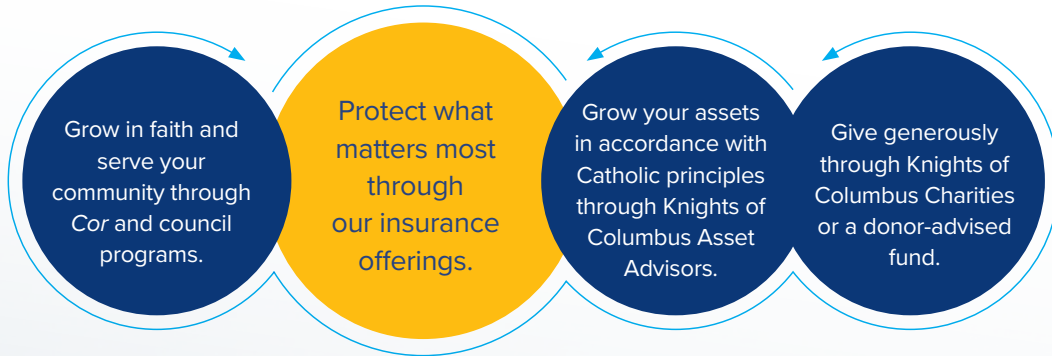 Grow in faith and
serve your
community through
Cor and council
programs.
Protect what
matters most
through
our insurance
offerings.
Grow your assets
in accordance with
Catholic principles
through Knights of
Columbus Asset
Advisors.
Give generously
through Knights of
Columbus Charities
or a donor-advised
fund.